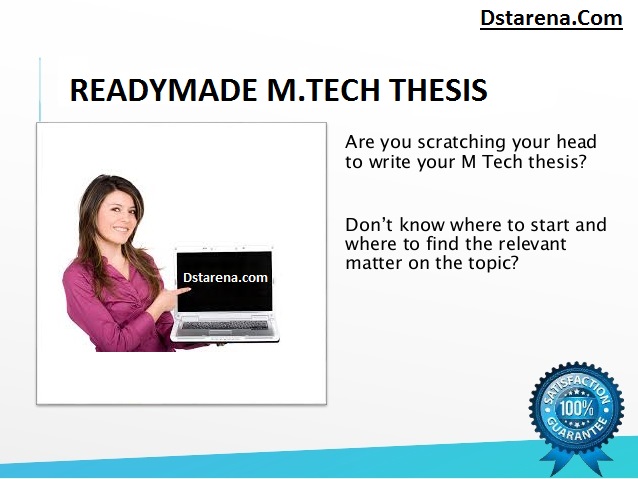 Dstarena.Com
READYMADE M.TECH THESIS
Are you scratching your head
to write your M Tech thesis?
Don't know where to start and
where to find the relevant
matter on the topic?
Dstarena.com
SATISFACTION
100%
GUARANTEE